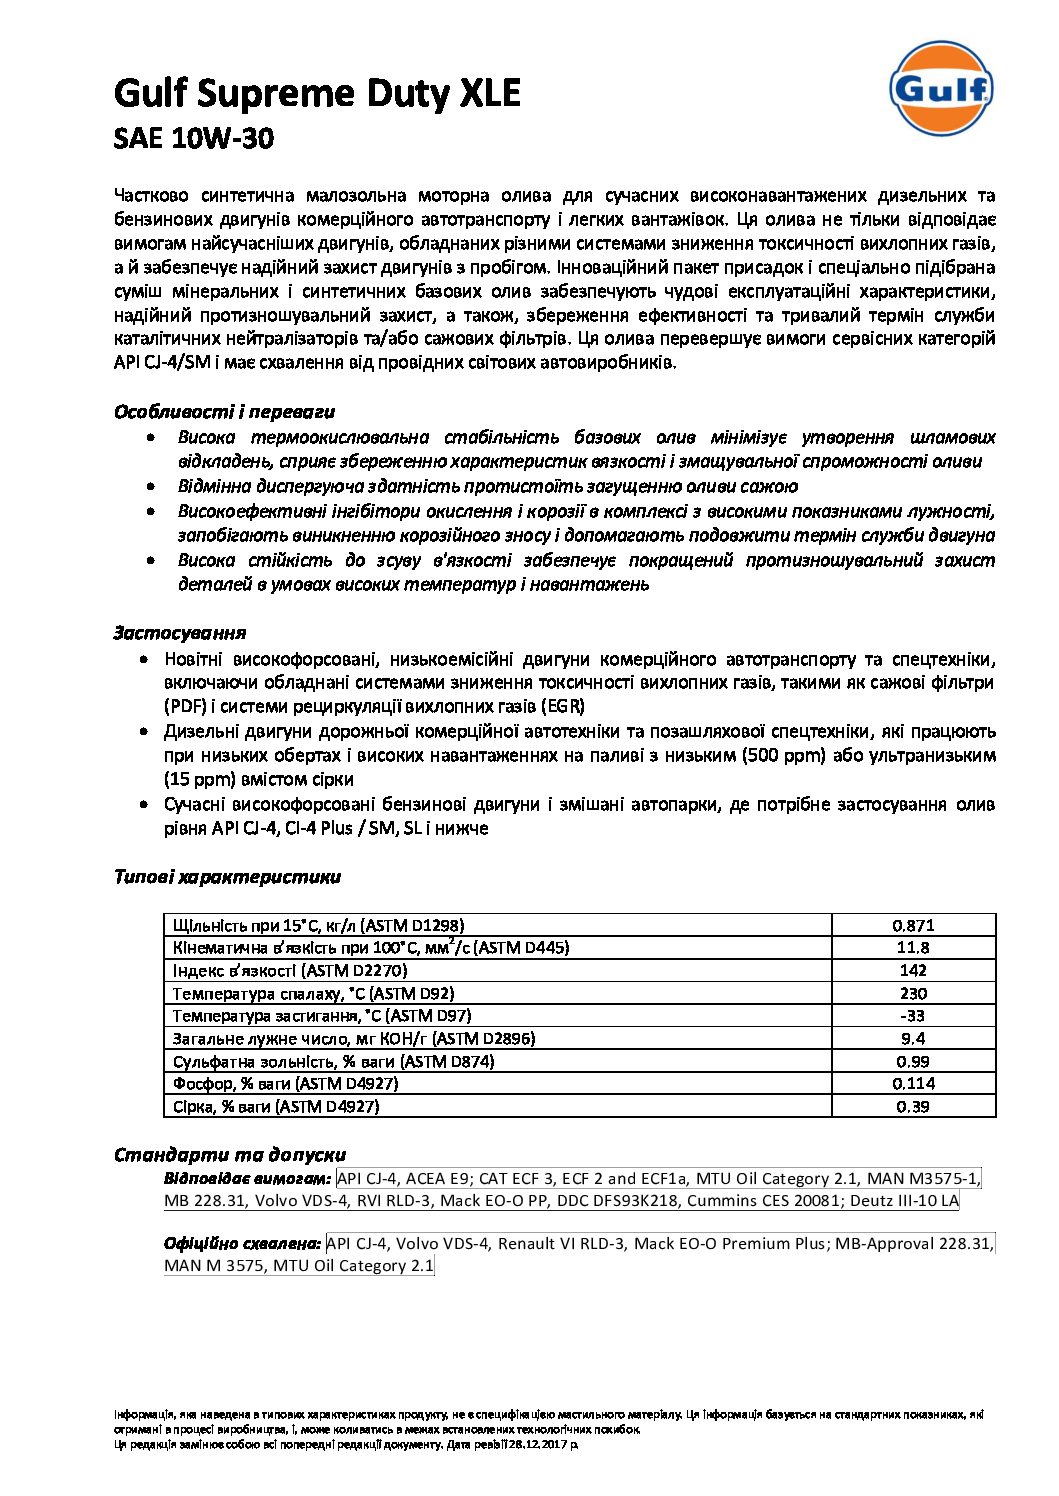 Gulf Supreme Duty XLE
Gulf
SAE 10W-30
Частково синтетична малозольна моторна олива для сучасних високонавантажених дизельних та
бензинових двигунів комерційного автотранспорту і легких вантажівок. Ця олива не тільки відповідає
вимогам найсучасніших двигунів, обладнаних різними системами зниження токсичності вихлопних газів,
а й забезпечує надійний захист двигунів з пробігом. Інноваційний пакет присадок і спеціально підібрана
суміш мінеральних і синтетичних базових олив забезпечують чудові експлуатаційні характеристики,
надійний протизношувальний захист, а також, збереження ефективності та тривалий термін служби
каталітичних нейтралізаторів та/або сажових фільтрів. Ця олива перевершує вимоги сервісних категорій
API CJ-4/SM і має схвалення від провідних світових автовиробників.
Особливості і переваги
• Висока термоокислювальна стабільність базових олив мінімізує утворення шламових
відкладень, сприяє збереженню характеристик вязкості і змащувальної спроможності оливи
• Відмінна диспергуюча здатність протистоїть загущенню оливи сажою
• Високоефективні інгібітори окислення і корозії в комплексі з високими показниками лужності,
запобігають виникненню корозійного зносу і допомагають подовжити термін служби двигуна
• Висока стійкість до зсуву в'язкості забезпечує покращений протизношувальний захист
деталей в умовах високих температур і навантажень
Застосування
• Новітні високофорсовані, низькоемісійні двигуни комерційного автотранспорту та спецтехніки,
включаючи обладнані системами зниження токсичності вихлопних газів, такими як сажові фільтри
(PDF) і системи рециркуляції вихлопних газів (EGR)
• Дизельні двигуни дорожньої комерційної автотехніки та позашляхової спецтехніки, які працюють
при низьких обертах і високих навантаженнях на паливі з низьким (500 ppm) або ультранизьким
(15 ppm) вмістом сірки
• Сучасні високофорсовані бензинові двигуни і змішані автопарки, де потрібне застосування олив
рівня API CJ-4, CI-4 Plus / SM, SL і нижче
Типові характеристики
Щільність при 15˚С, кг/л (ASTM D1298) 0.871
Кінематична в’язкість при 100˚С, мм²/с (ASTM D445) 11.8
Індекс в’язкості (ASTM D2270) 142
Температура спалаху, ˚С (ASTM D92) 230
Температура застигання, ˚С (ASTM D97) -33
Загальне лужне число, мг КОН/г (ASTM D2896) 9.4
Сульфатна зольність, % ваги (ASTM D874) 0.99
Фосфор, % ваги (ASTM D4927) 0.114
Сірка, % ваги (ASTM D4927) 0.39
Стандарти та допуски
Відповідає вимогам: API CJ-4, ACEA E9; CAT ECF 3, ECF 2 and ECF1a, MTU Oil Category 2.1, MAN M3575-1,
MB 228.31, Volvo VDS-4, RVI RLD-3, Mack EO-O PP, DDC DFS93K218, Cummins CES 20081; Deutz III-10 LA
Офіційно схвалена: API CJ-4, Volvo VDS-4, Renault VI RLD-3, Mack EO-O Premium Plus; MB-Approval 228.31,
MAN M 3575, MTU Oil Category 2.1
Інформація, яка наведена в типових характеристиках продукту, не є специфікацією мастильного матеріалу. Ця інформація базується на стандартних показниках, які
отримані в процесі виробництва, і, може коливатись в межах встановлених технологічних похибок.
Ця редакція замінює собою всі попередні редакції документу. Дата ревізії 28.12.2017 р.